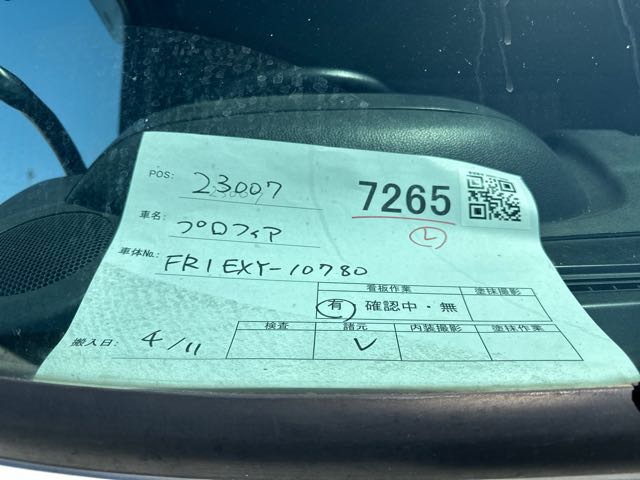 POS: 23007
7265
車名: プロフィア
レ
車体No.: FR1EXY-10780
看板作業 塗抹撮影
有 確認中・無
検査 諸元 内装撮影 塗抹作業
搬入日: 4/11 レ